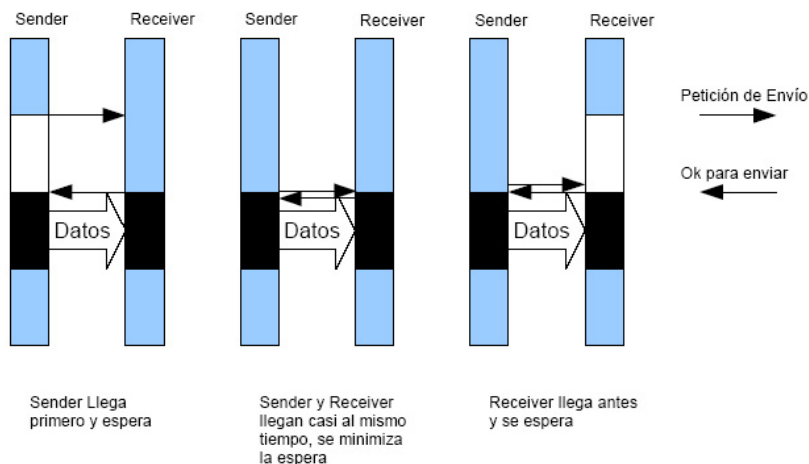 Sender
Receiver
Sender
Receiver
Sender
Receiver
Petición de Envío
Ok para enviar
Datos
Datos
Datos
Sender Llega
primero y espera
Sender y Receiver
llegan casi al mismo
tiempo, se minimiza
la espera
Receiver llega antes
y se espera